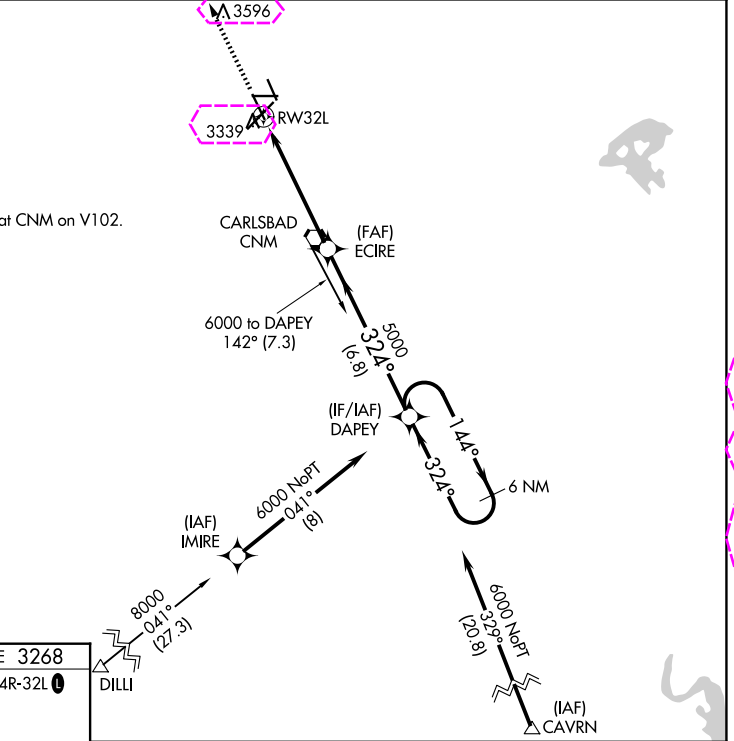 3596
3339
RW32L
at CNM on V102.
CARLSBAD
CNM
(FAF)
ECIRE
6000 to DAPEY
142° (7.3)
5000
324°
(6.8)
(IF/IAF)
DAPEY
144°
324°
6 NM
6000 NoPT
041°
(8)
(IAF)
IMIRE
8000
041°
(27.3)
6000 NoPT
329°
(20.8)
E 3268
4R-32L L
DILLI
(IAF)
CAVRN